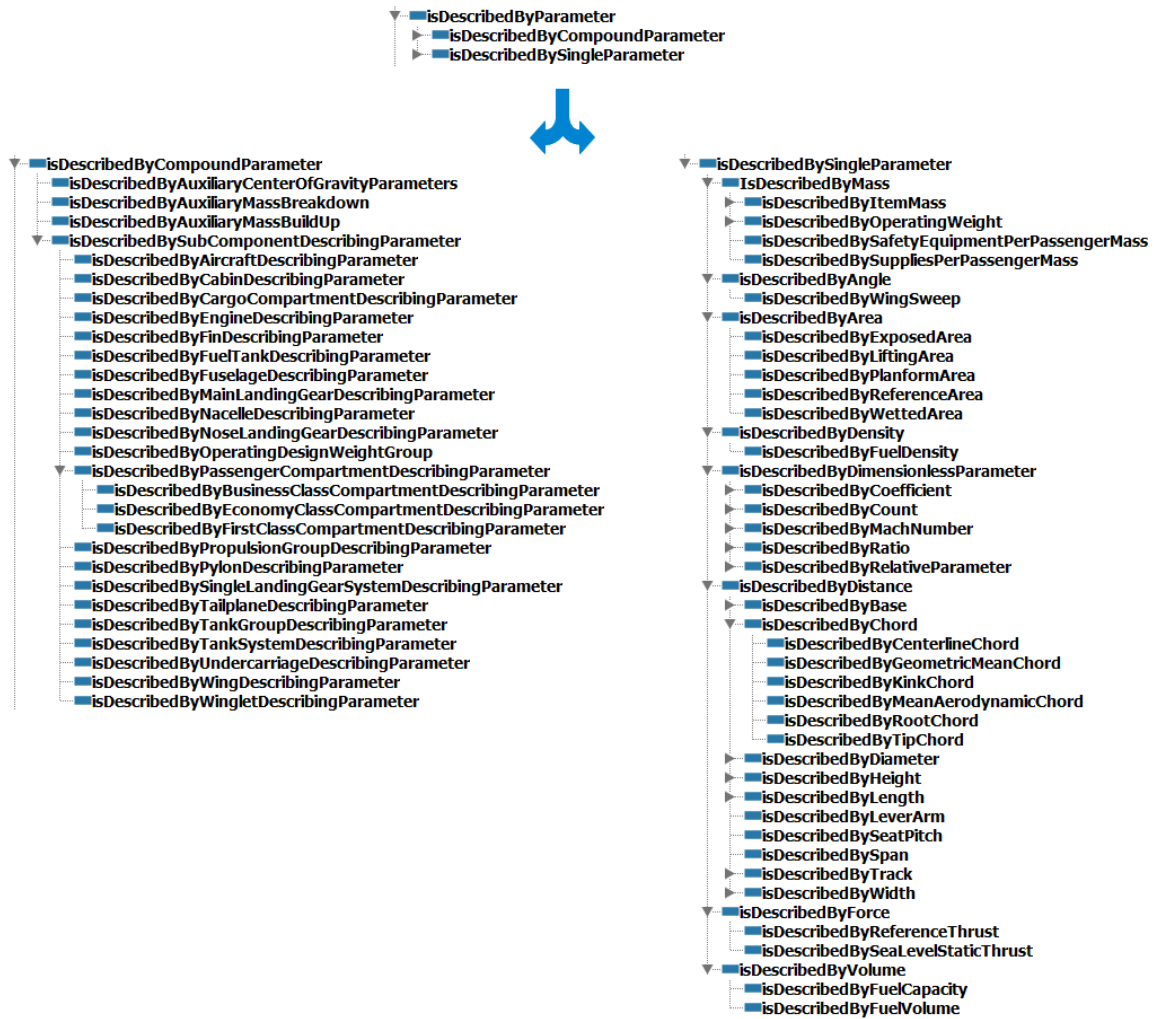 isDescribedByParameter
isDescribedByCompoundParameter
isDescribedBySingleParameter
isDescribedByCompoundParameter
isDescribedByAuxiliaryCenterOfGravityParameters
isDescribedByAuxiliaryMassBreakdown
isDescribedByAuxiliaryMassBuildUp
isDescribedBySubComponentDescribingParameter
isDescribedByAircraftDescribingParameter
isDescribedByCabinDescribingParameter
isDescribedByCargoCompartmentDescribingParameter
isDescribedByEngineDescribingParameter
isDescribedByFinDescribingParameter
isDescribedByFuelTankDescribingParameter
isDescribedByFuselageDescribingParameter
isDescribedByMainLandingGearDescribingParameter
isDescribedByNacelleDescribingParameter
isDescribedByNoseLandingGearDescribingParameter
isDescribedByOperatingDesignWeightGroup
isDescribedByPassengerCompartmentDescribingParameter
isDescribedByBusinessClassCompartmentDescribingParameter
isDescribedByEconomyClassCompartmentDescribingParameter
isDescribedByFirstClassCompartmentDescribingParameter
isDescribedByPropulsionGroupDescribingParameter
isDescribedByPylonDescribingParameter
isDescribedBySingleLandingGearSystemDescribingParameter
isDescribedByTailplaneDescribingParameter
isDescribedByTankGroupDescribingParameter
isDescribedByTankSystemDescribingParameter
isDescribedByUndercarriageDescribingParameter
isDescribedByWingDescribingParameter
isDescribedByWingletDescribingParameter
isDescribedBySingleParameter
IsDescribedByMass
isDescribedByItemMass
isDescribedByOperatingWeight
isDescribedBySafetyEquipmentPerPassengerMass
isDescribedBySuppliesPerPassengerMass
isDescribedByAngle
isDescribedByWingSweep
isDescribedByArea
isDescribedByExposedArea
isDescribedByLiftingArea
isDescribedByPlanformArea
isDescribedByReferenceArea
isDescribedByWettedArea
isDescribedByDensity
isDescribedByFuelDensity
isDescribedByDimensionlessParameter
isDescribedByCoefficient
isDescribedByCount
isDescribedByMachNumber
isDescribedByRatio
isDescribedByRelativeParameter
isDescribedByDistance
isDescribedByBase
isDescribedByChord
isDescribedByCenterlineChord
isDescribedByGeometricMeanChord
isDescribedByKinkChord
isDescribedByMeanAerodynamicChord
isDescribedByRootChord
isDescribedByTipChord
isDescribedByDiameter
isDescribedByHeight
isDescribedByLength
isDescribedByLeverArm
isDescribedBySeatPitch
isDescribedBySpan
isDescribedByTrack
isDescribedByWidth
isDescribedByForce
isDescribedByReferenceThrust
isDescribedBySeaLevelStaticThrust
isDescribedByVolume
isDescribedByFuelCapacity
isDescribedByFuelVolume